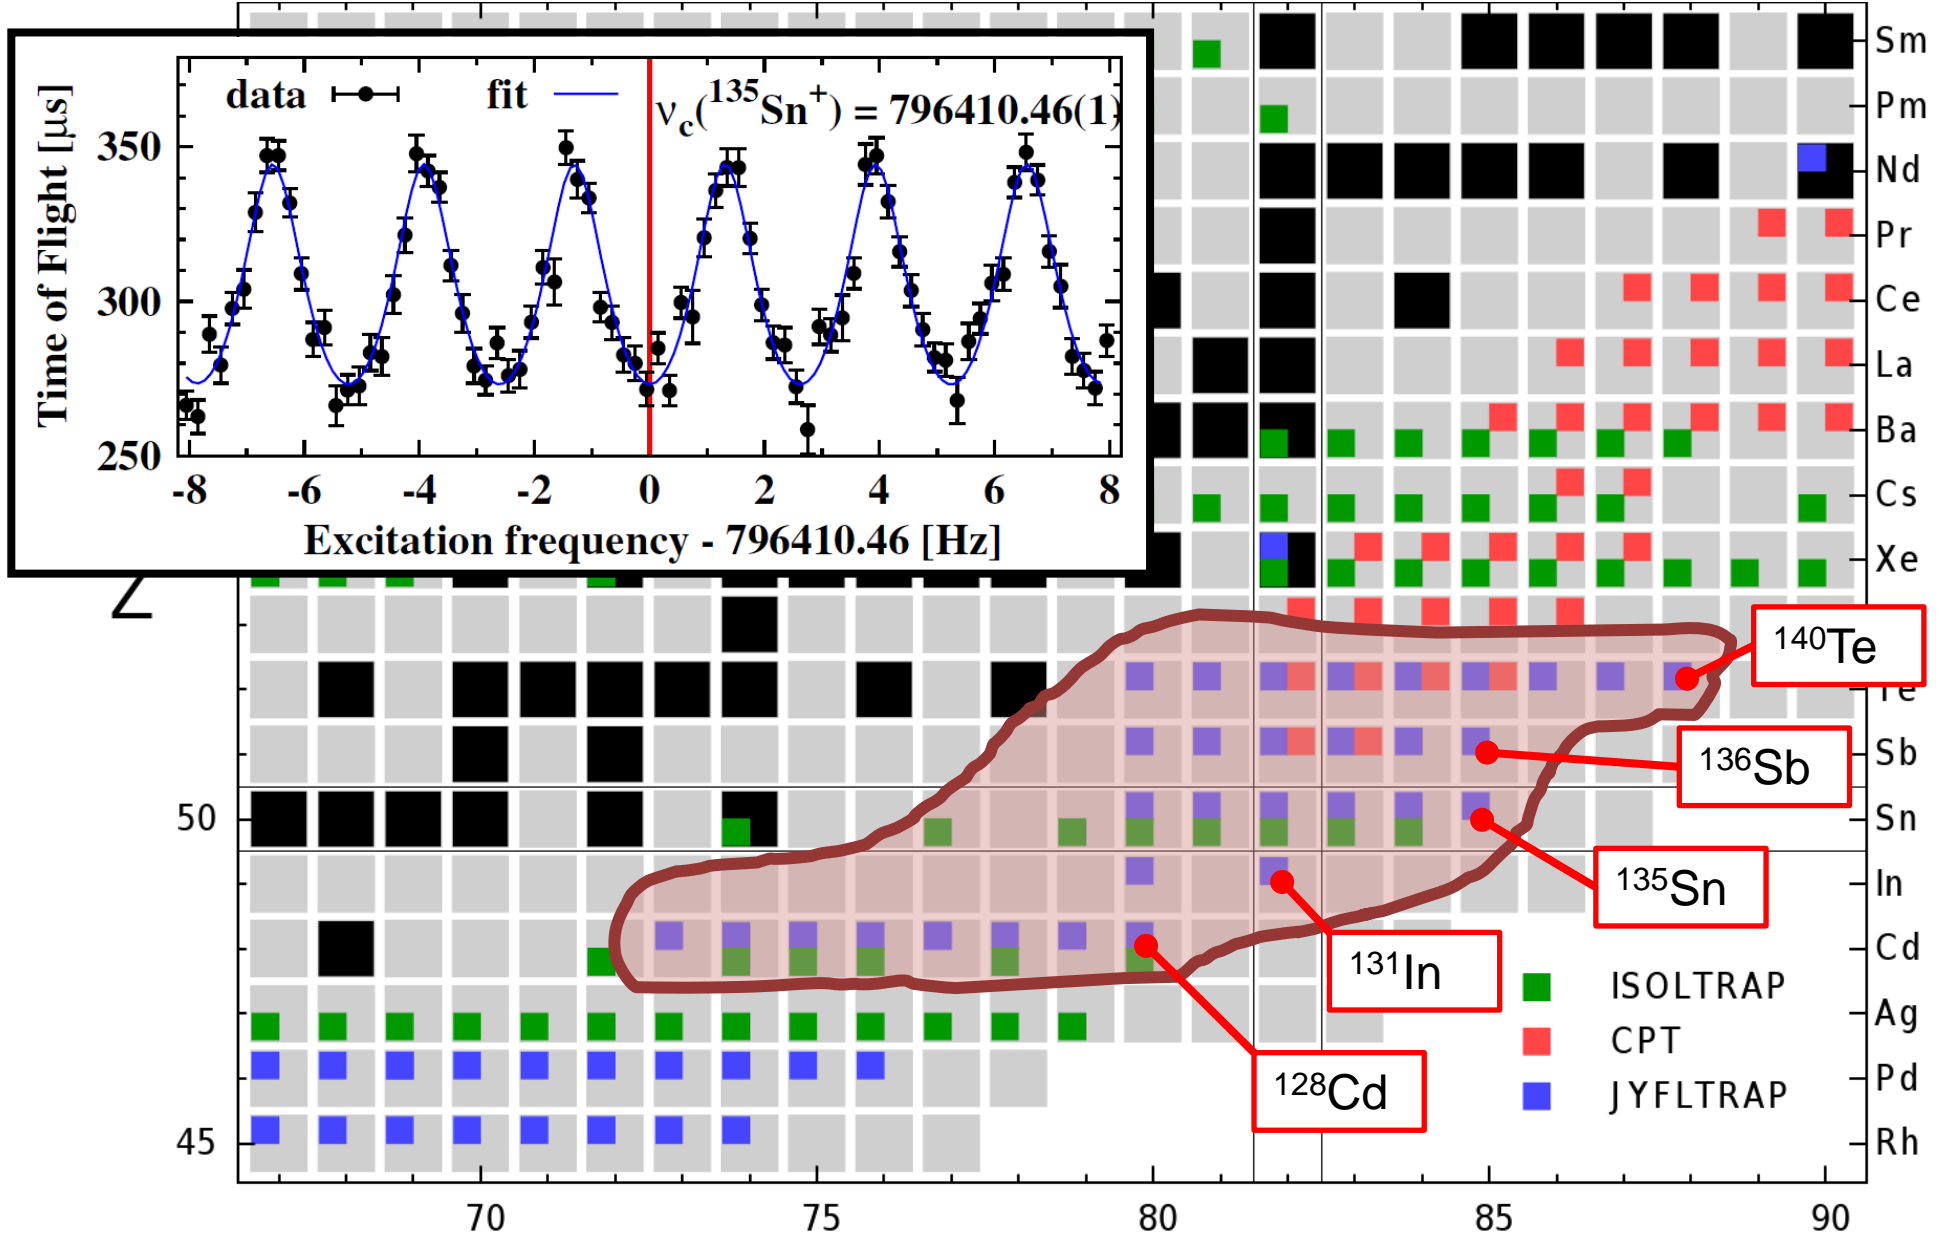 data
fit
νc(¹³⁵Sn⁺) = 796410.46(1)
Time of Flight [μs]
350
300
250
-8 -6 -4 -2 0 2 4 6 8
Excitation frequency - 796410.46 [Hz]
Z
50
45
70 75 80 85 90
Sm
Pm
Nd
Pr
Ce
La
Ba
Cs
Xe
Te
Sb
Sn
In
Cd
Ag
Pd
Rh
¹⁴⁰Te
¹³⁶Sb
¹³⁵Sn
¹³¹In
¹²⁸Cd
ISOLTRAP
CPT
JYFLTRAP